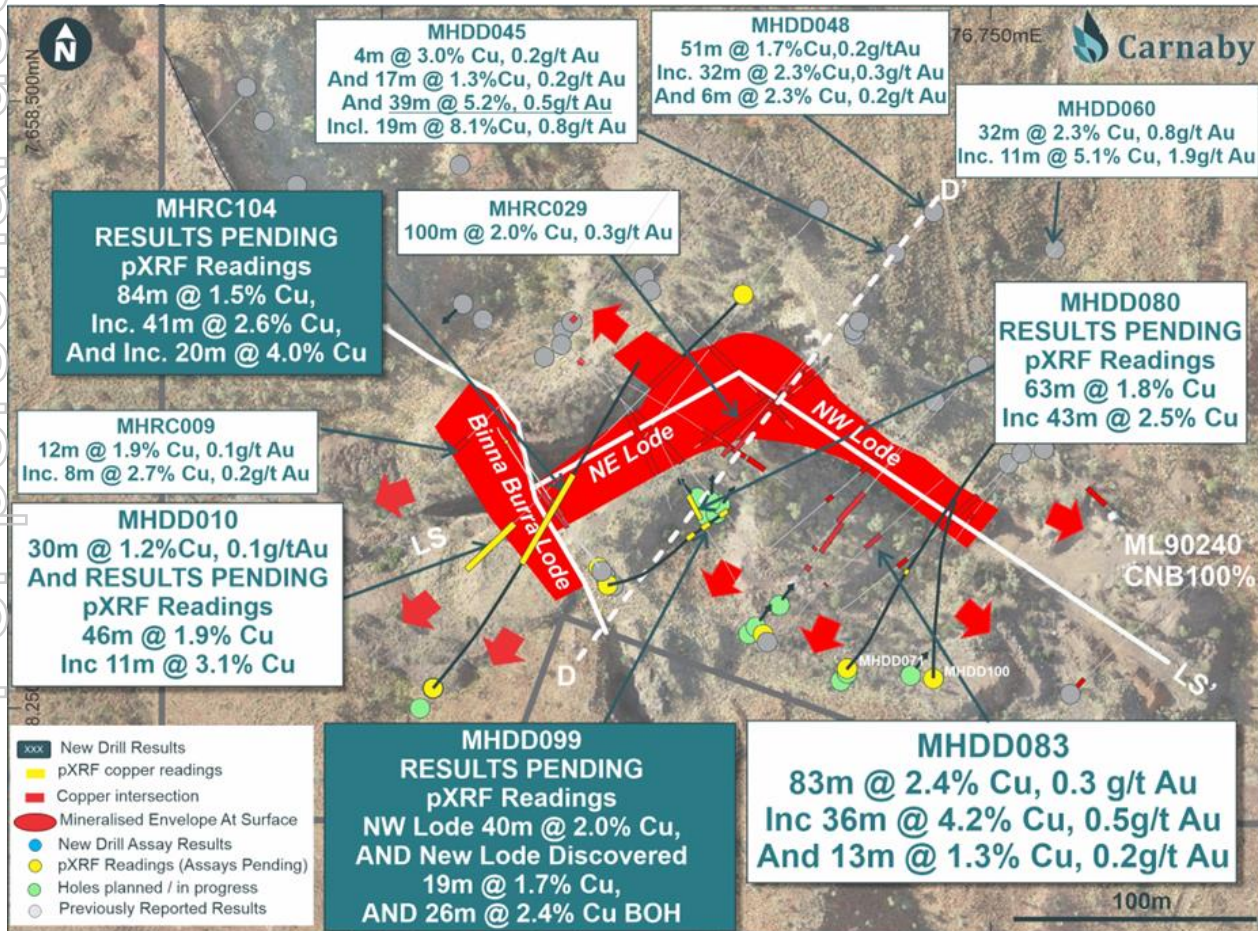 N
MHDD045
4m @ 3.0% Cu, 0.2g/t Au
And 17m @ 1.3%Cu, 0.2g/t Au
And 39m @ 5.2%, 0.5g/t Au
Incl. 19m @ 8.1%Cu, 0.8g/t Au
MHDD048
51m @ 1.7%Cu,0.2g/tAu
Inc. 32m @ 2.3%Cu,0.3g/tAu
And 6m @ 2.3% Cu, 0.2g/t Au
76,750mE
Carnaby
7,658,500mN
MHDD060
32m @ 2.3% Cu, 0.8g/t Au
Inc. 11m @ 5.1% Cu, 1.9g/t Au
MHRC104
RESULTS PENDING
pXRF Readings
84m @ 1.5% Cu,
Inc. 41m @ 2.6% Cu,
And Inc. 20m @ 4.0% Cu
MHRC029
100m @ 2.0% Cu, 0.3g/t Au
D'
MHDD080
RESULTS PENDING
pXRF Readings
63m @ 1.8% Cu
Inc 43m @ 2.5% Cu
MHRC009
12m @ 1.9% Cu, 0.1g/t Au
Inc. 8m @ 2.7% Cu, 0.2g/t Au
Binna Burra Lode
NE Lode
NW Lode
MHDD010
30m @ 1.2%Cu, 0.1g/tAu
And RESULTS PENDING
pXRF Readings
46m @ 1.9% Cu
Inc 11m @ 3.1% Cu
LS
ML90240
CNB100%
D
MHDD071
MHDD100
LS'
8,250
New Drill Results
xxx
pXRF copper readings
Copper intersection
Mineralised Envelope At Surface
New Drill Assay Results
pXRF Readings (Assays Pending)
Holes planned / in progress
Previously Reported Results
MHDD099
RESULTS PENDING
pXRF Readings
NW Lode 40m @ 2.0% Cu,
AND New Lode Discovered
19m @ 1.7% Cu,
AND 26m @ 2.4% Cu BOH
MHDD083
83m @ 2.4% Cu, 0.3 g/t Au
Inc 36m @ 4.2% Cu, 0.5g/t Au
And 13m @ 1.3% Cu, 0.2g/t Au
100m